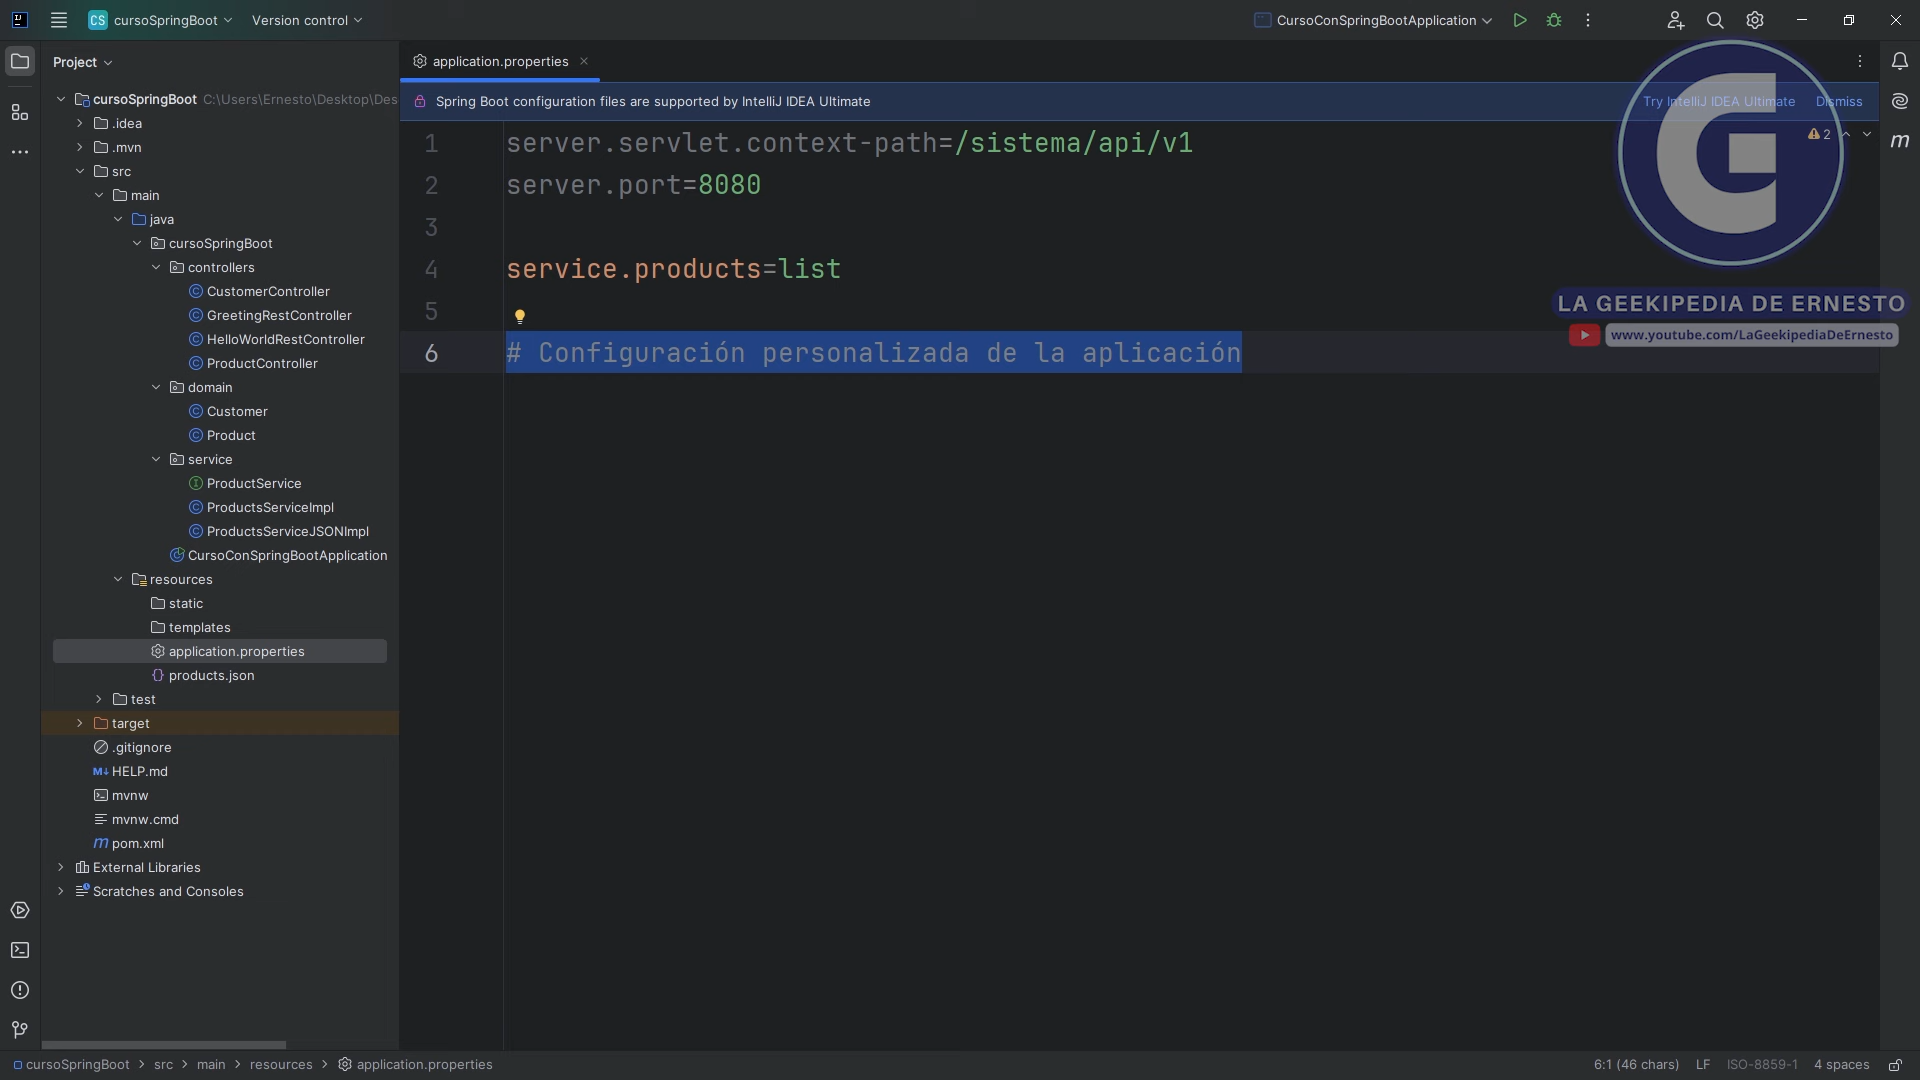 CS cursoSpringBoot Version control CursoConSpringBootApplication
Project
application.properties
cursoSpringBoot C:\Users\Ernesto\Desktop\Des
Spring Boot configuration files are supported by IntelliJ IDEA Ultimate Try IntelliJ IDEA Ultimate Dismiss
.idea
.mvn
src
main
java
cursoSpringBoot
controllers
CustomerController
GreetingRestController
HelloWorldRestController
ProductController
domain
Customer
Product
service
ProductService
ProductsServiceImpl
ProductsServiceJSONImpl
CursoConSpringBootApplication
resources
static
templates
application.properties
products.json
test
target
.gitignore
HELP.md
mvnw
mvnw.cmd
pom.xml
External Libraries
Scratches and Consoles
1 server.servlet.context-path=/sistema/api/v1
2 server.port=8080
3
4 service.products=list
5
6 # Configuración personalizada de la aplicación
2
LA GEEKIPEDIA DE ERNESTO
www.youtube.com/LaGeekipediaDeErnesto
cursoSpringBoot > src > main > resources > application.properties
6:1 (46 chars) LF ISO-8859-1 4 spaces